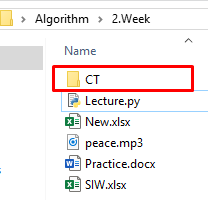 Algorithm > 2.Week
Name
CT
Lecture.py
New.xlsx
peace.mp3
Practice.docx
SIW.xlsx